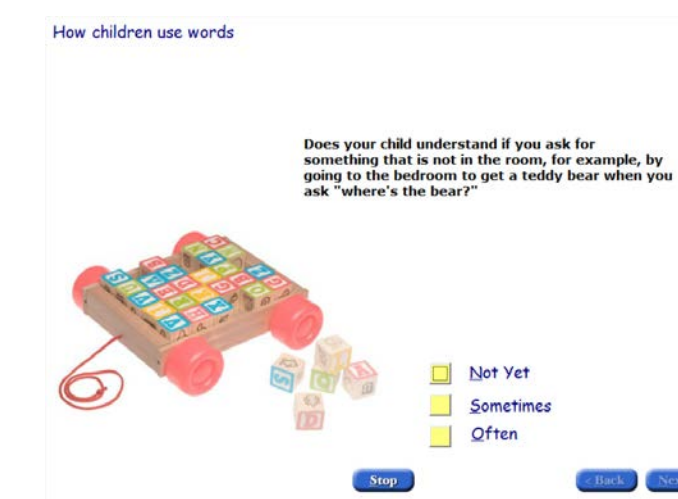 How children use words
Does your child understand if you ask for
something that is not in the room, for example, by
going to the bedroom to get a teddy bear when you
ask "where's the bear?"
Not Yet
Sometimes
Often
Stop
< Back